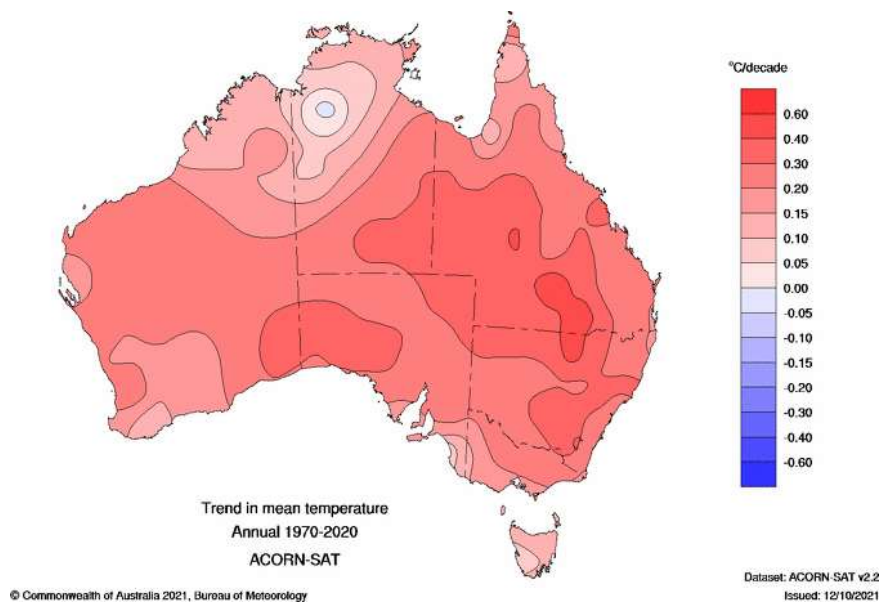 °C/decade
0.60
0.40
0.30
0.20
0.15
0.10
0.05
0.00
-0.05
-0.10
-0.15
-0.20
-0.30
-0.40
-0.60
Trend in mean temperature
Annual 1970-2020
ACORN-SAT
Dataset: ACORN-SAT v2.2
© Commonwealth of Australia 2021, Bureau of Meteorology
Issued: 12/10/2021